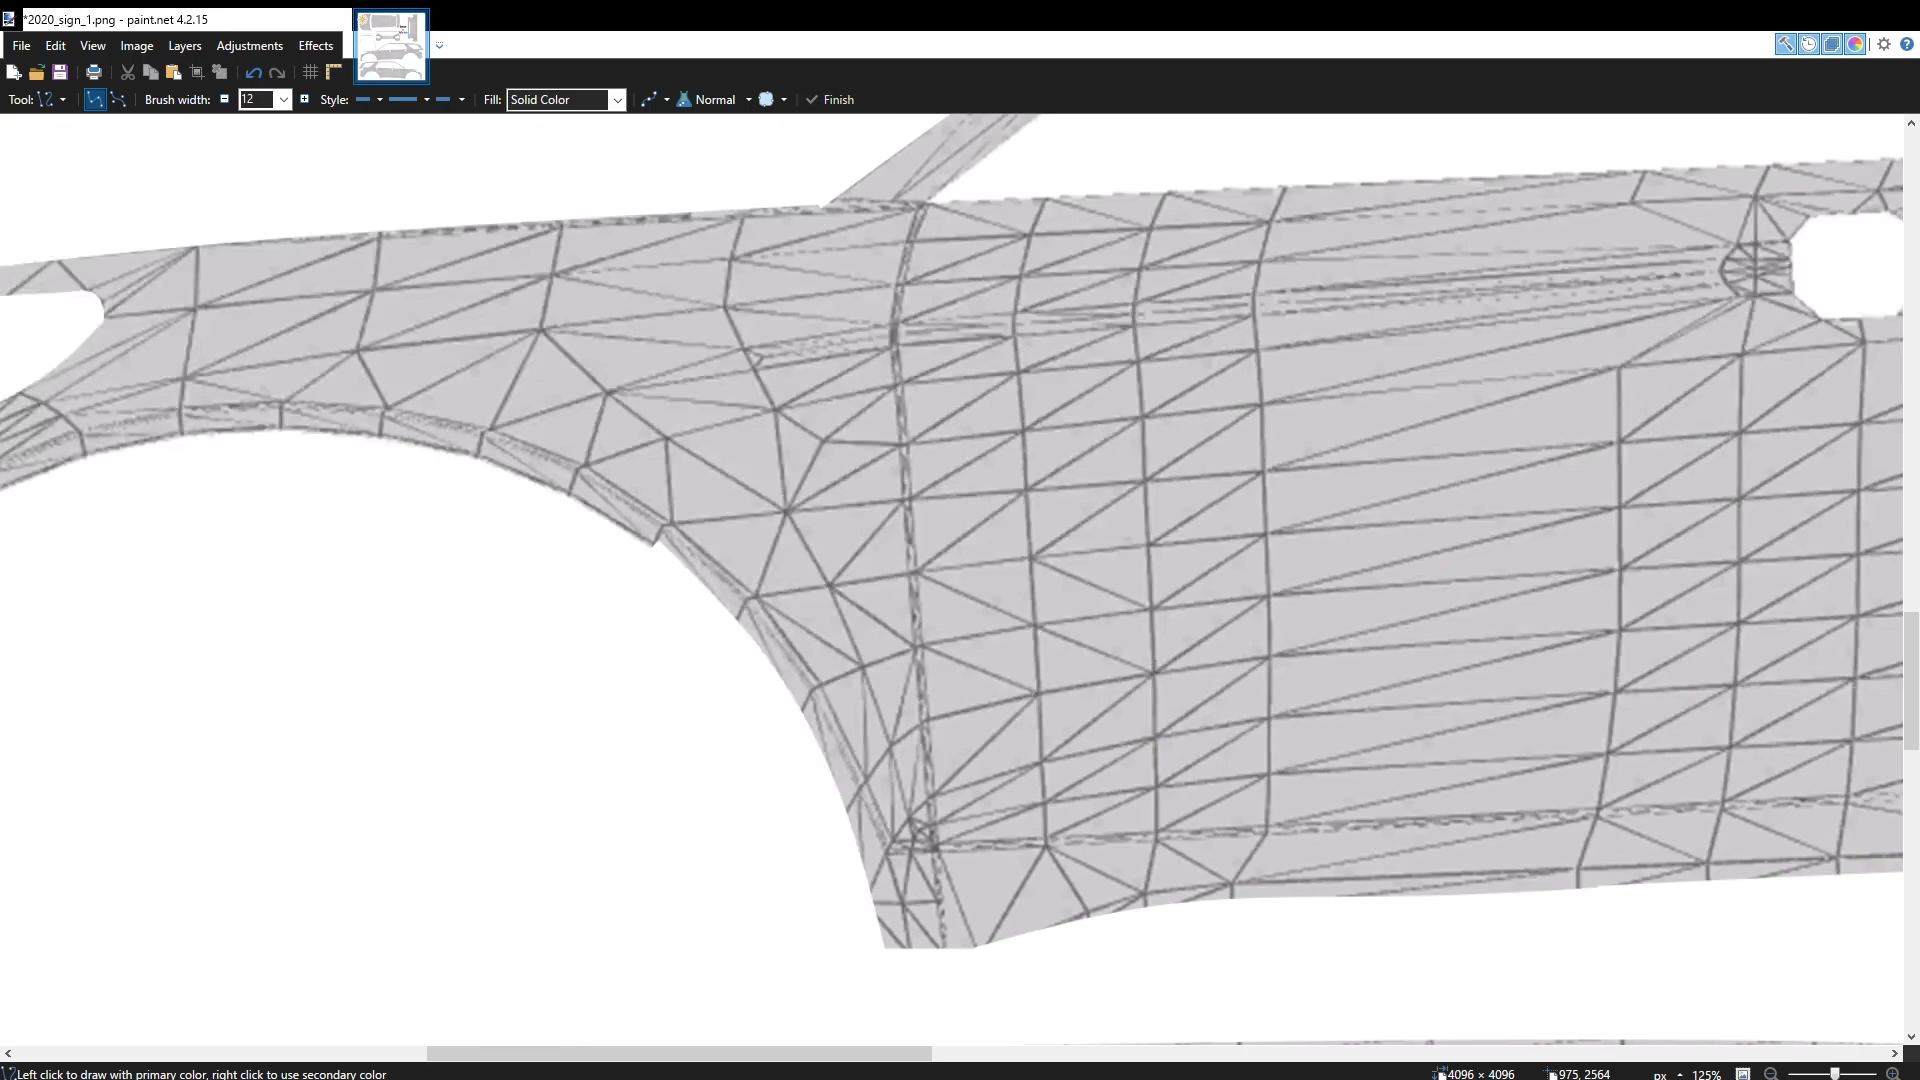 *2020_sign_1.png - paint.net 4.2.15
File Edit View Image Layers Adjustments Effects
Tool: Brush width: 12 Style: Fill: Solid Color Normal Finish
Left click to draw with primary color, right click to use secondary color 4096 × 4096 975, 2564 px 125%